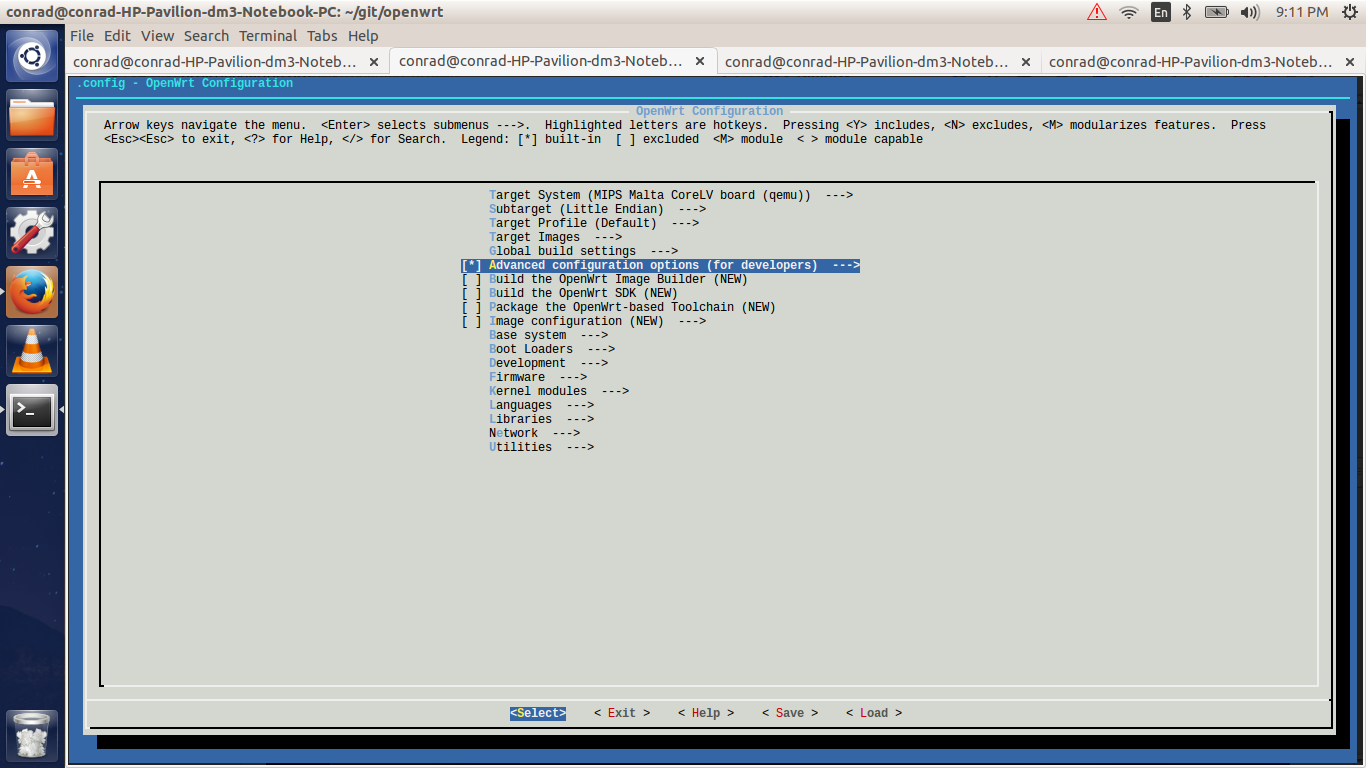 conrad@conrad-HP-Pavilion-dm3-Notebook-PC: ~/git/openwrt
En
9:11 PM
File Edit View Search Terminal Tabs Help
conrad@conrad-HP-Pavilion-dm3-Noteb... × conrad@conrad-HP-Pavilion-dm3-Noteb... × conrad@conrad-HP-Pavilion-dm3-Noteb... × conrad@conrad-HP-Pavilion-dm3-Noteb... ×
.config - OpenWrt Configuration
OpenWrt Configuration
Arrow keys navigate the menu.  <Enter> selects submenus --->.  Highlighted letters are hotkeys.  Pressing <Y> includes, <N> excludes, <M> modularizes features.  Press
<Esc><Esc> to exit, <?> for Help, </> for Search.  Legend: [*] built-in  [ ] excluded  <M> module  < > module capable
Target System (MIPS Malta CoreLV board (qemu))  --->
Subtarget (Little Endian)  --->
Target Profile (Default)  --->
Target Images  --->
Global build settings  --->
[*] Advanced configuration options (for developers)  --->
[ ] Build the OpenWrt Image Builder (NEW)
[ ] Build the OpenWrt SDK (NEW)
[ ] Package the OpenWrt-based Toolchain (NEW)
[ ] Image configuration (NEW)  --->
Base system  --->
Boot Loaders  --->
Development  --->
Firmware  --->
Kernel modules  --->
Languages  --->
Libraries  --->
Network  --->
Utilities  --->
<Select>    < Exit >    < Help >    < Save >    < Load >